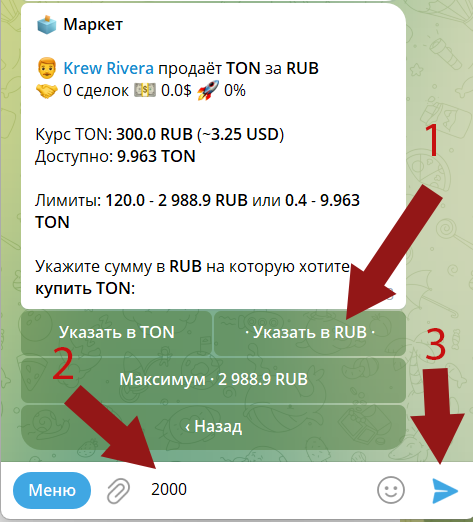 Маркет
Krew Rivera продаёт TON за RUB
0 сделок 0.0$ 0%
Курс TON: 300.0 RUB (~3.25 USD)
Доступно: 9.963 TON
Лимиты: 120.0 - 2 988.9 RUB или 0.4 - 9.963
TON
Укажите сумму в RUB на которую хотите
купить TON:
1
Указать в TON
· Указать в RUB ·
2
3
Максимум · 2 988.9 RUB
‹ Назад
Меню
2000